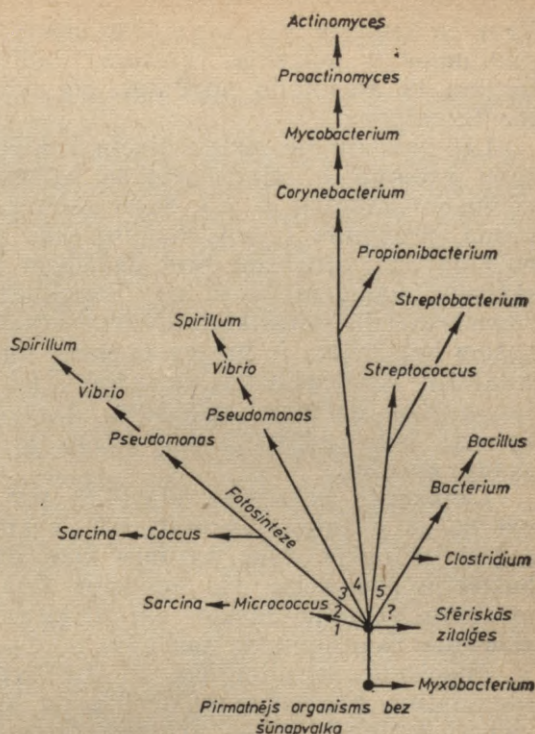 Actinomyces
Proactinomyces
Mycobacterium
Corynebacterium
Propionibacterium
Streptobacterium
Spirillum
Spirillum
Vibrio
Streptococcus
Vibrio
Pseudomonas
Pseudomonas
Bacillus
Bacterium
Fotosintēze
Sarcina Coccus
Clostridium
Sarcina Micrococcus
1 2 3 4 5 ?
Stēriskās
zilaļģes
Myxobacterium
Pirmatnējs organisms bez
šūnapvalka